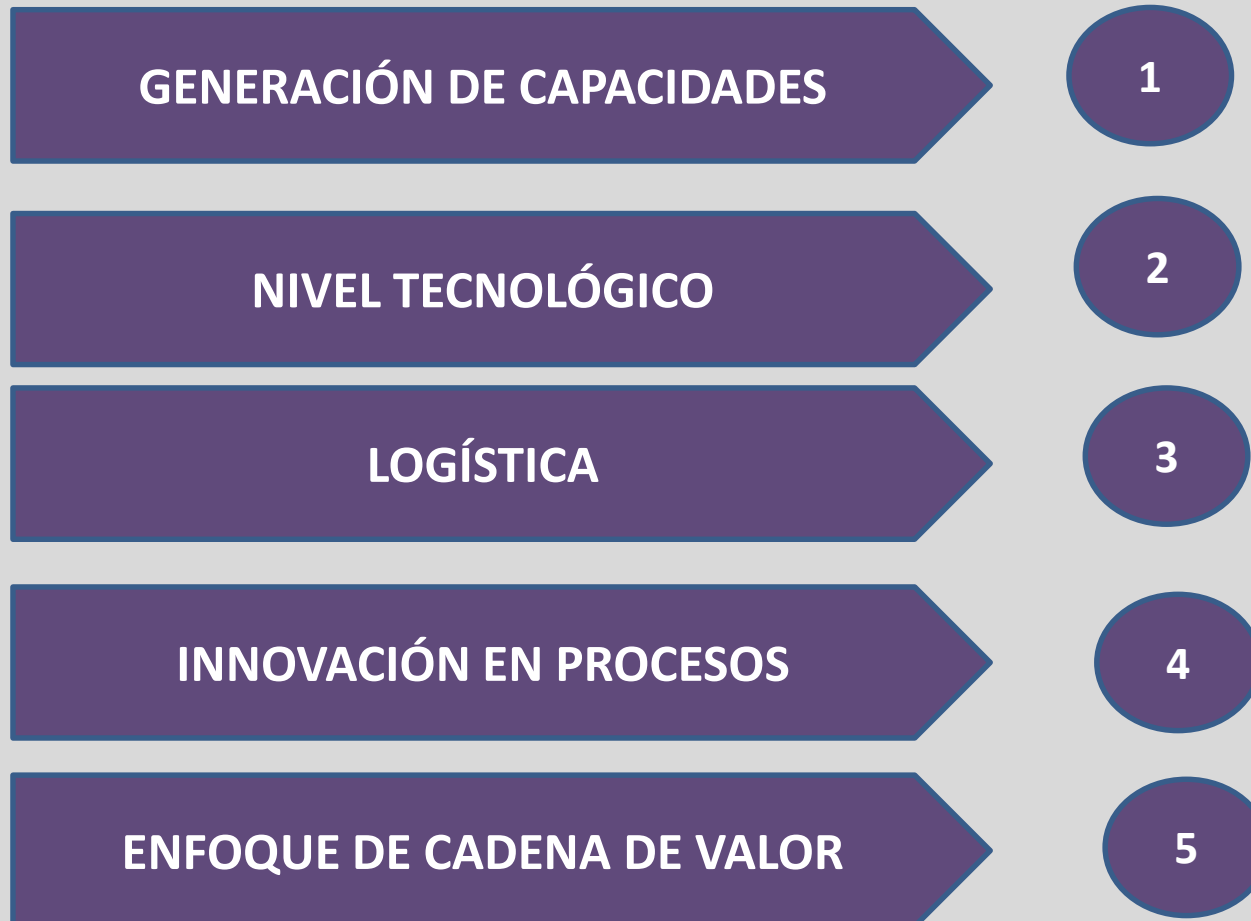 GENERACIÓN DE CAPACIDADES
1
NIVEL TECNOLÓGICO
2
LOGÍSTICA
3
INNOVACIÓN EN PROCESOS
4
ENFOQUE DE CADENA DE VALOR
5